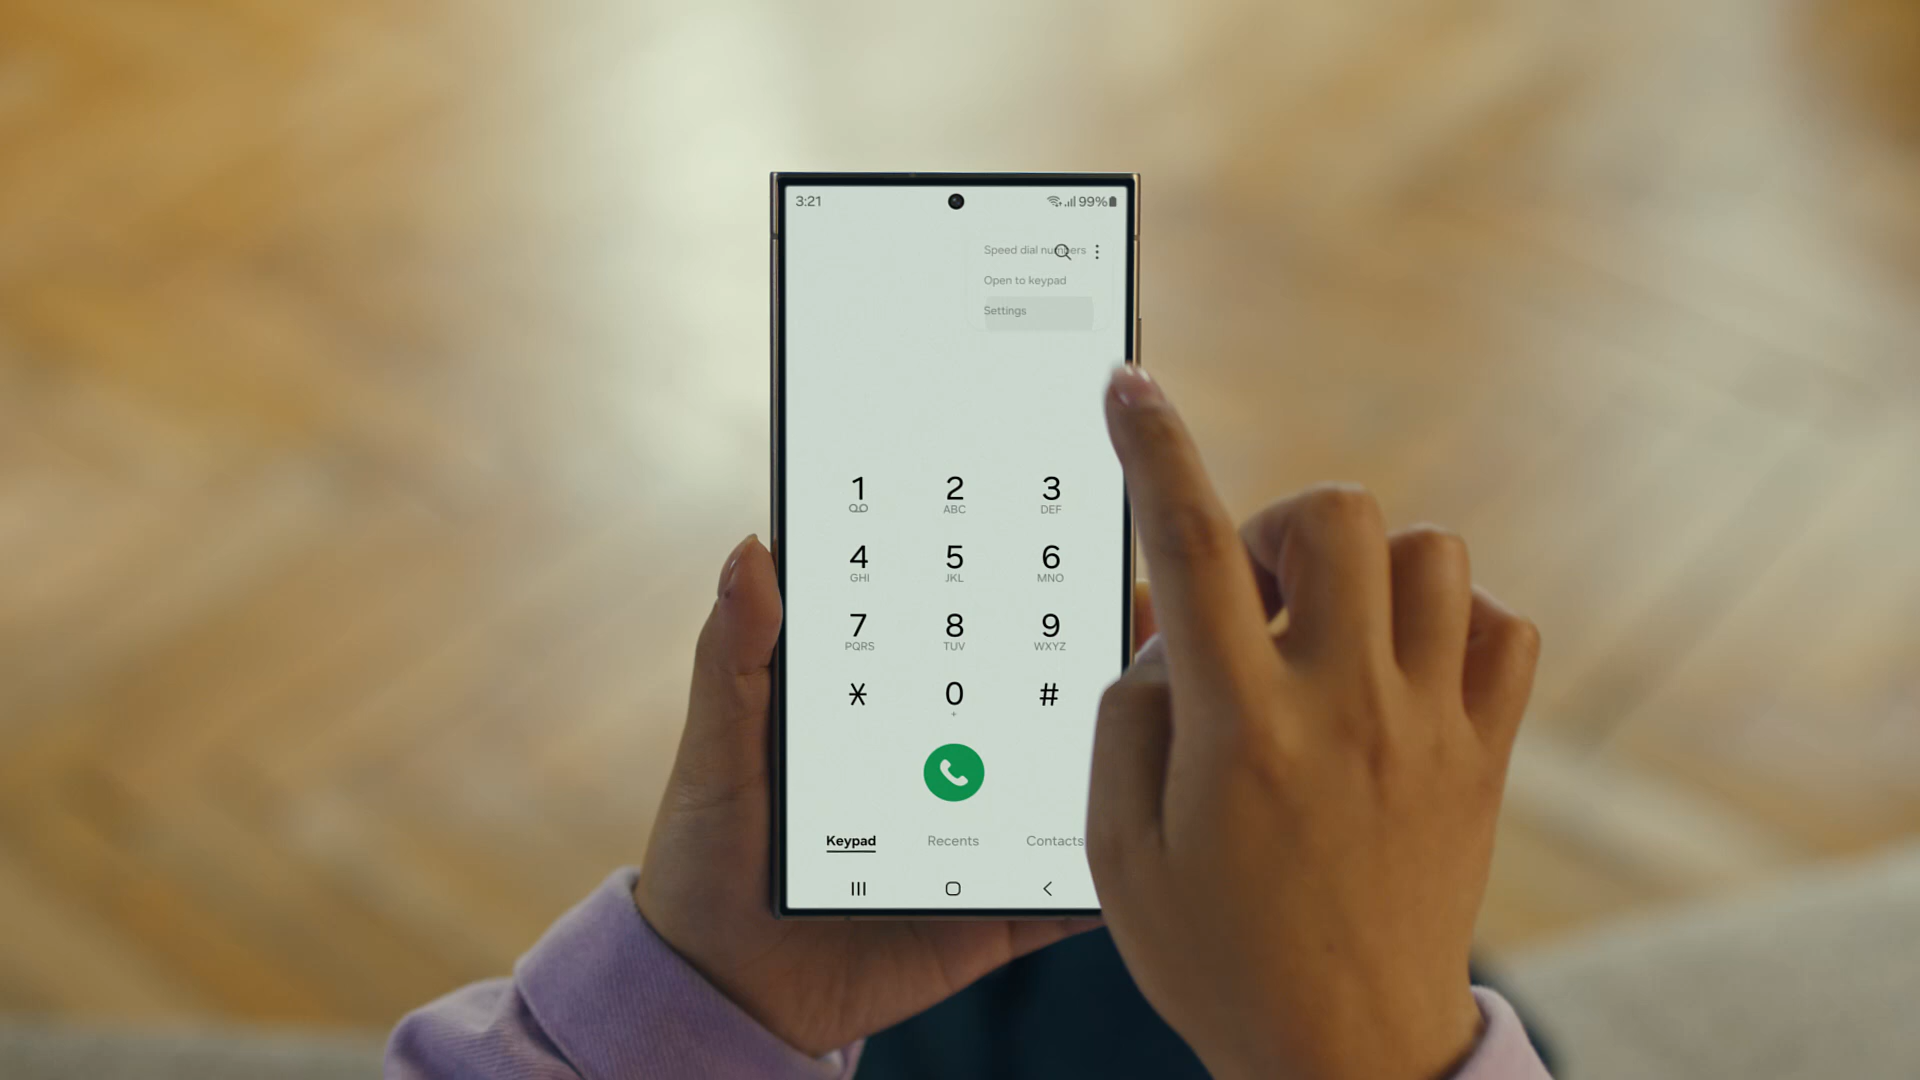 3:21
99%
Speed dial numbers
Open to keypad
Settings
1 2 3
ABC DEF
4 5 6
GHI JKL MNO
7 8 9
PQRS TUV WXYZ
* 0 #
+
Keypad Recents Contacts